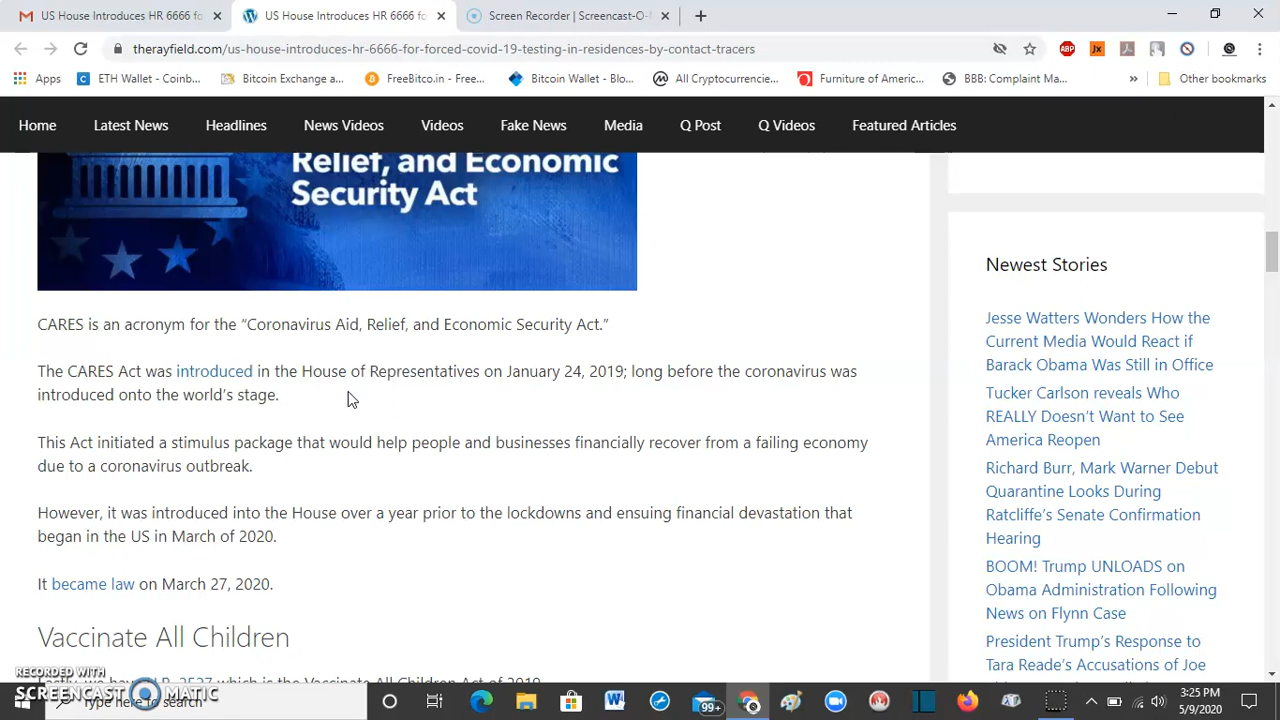 US House Introduces HR 6666 for
US House Introduces HR 6666 for
Screen Recorder | Screencast-O-
therayfield.com/us-house-introduces-hr-6666-for-forced-covid-19-testing-in-residences-by-contact-tracers
Apps
ETH Wallet - Coinb...
Bitcoin Exchange a...
FreeBitco.in - Free...
Bitcoin Wallet - Blo...
All Cryptocurrencie...
Furniture of Americ...
BBB: Complaint Ma...
»
Other bookmarks
Home
Latest News
Headlines
News Videos
Videos
Fake News
Media
Q Post
Q Videos
Featured Articles
Relief, and Economic
Security Act
CARES is an acronym for the “Coronavirus Aid, Relief, and Economic Security Act.”
The CARES Act was introduced in the House of Representatives on January 24, 2019; long before the coronavirus was
introduced onto the world’s stage.
This Act initiated a stimulus package that would help people and businesses financially recover from a failing economy
due to a coronavirus outbreak.
However, it was introduced into the House over a year prior to the lockdowns and ensuing financial devastation that
began in the US in March of 2020.
It became law on March 27, 2020.
Vaccinate All Children
which is the Vaccinate All Children Act of 2019
Newest Stories
Jesse Watters Wonders How the
Current Media Would React if
Barack Obama Was Still in Office
Tucker Carlson reveals Who
REALLY Doesn’t Want to See
America Reopen
Richard Burr, Mark Warner Debut
Quarantine Looks During
Ratcliffe’s Senate Confirmation
Hearing
BOOM! Trump UNLOADS on
Obama Administration Following
News on Flynn Case
President Trump’s Response to
Tara Reade’s Accusations of Joe
RECORDED WITH
SCREENCAST MATIC
Type here to search
99+
3:25 PM
5/9/2020